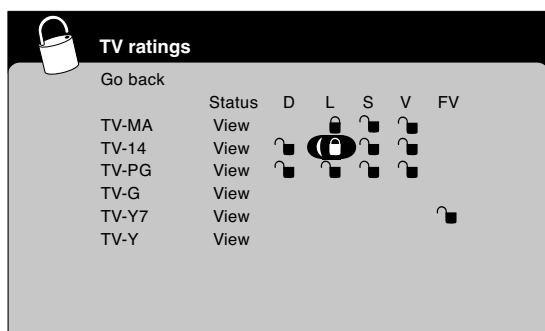 TV ratings
Go back
Status D L S V FV
TV-MA View
TV-14 View
TV-PG View
TV-G View
TV-Y7 View
TV-Y View